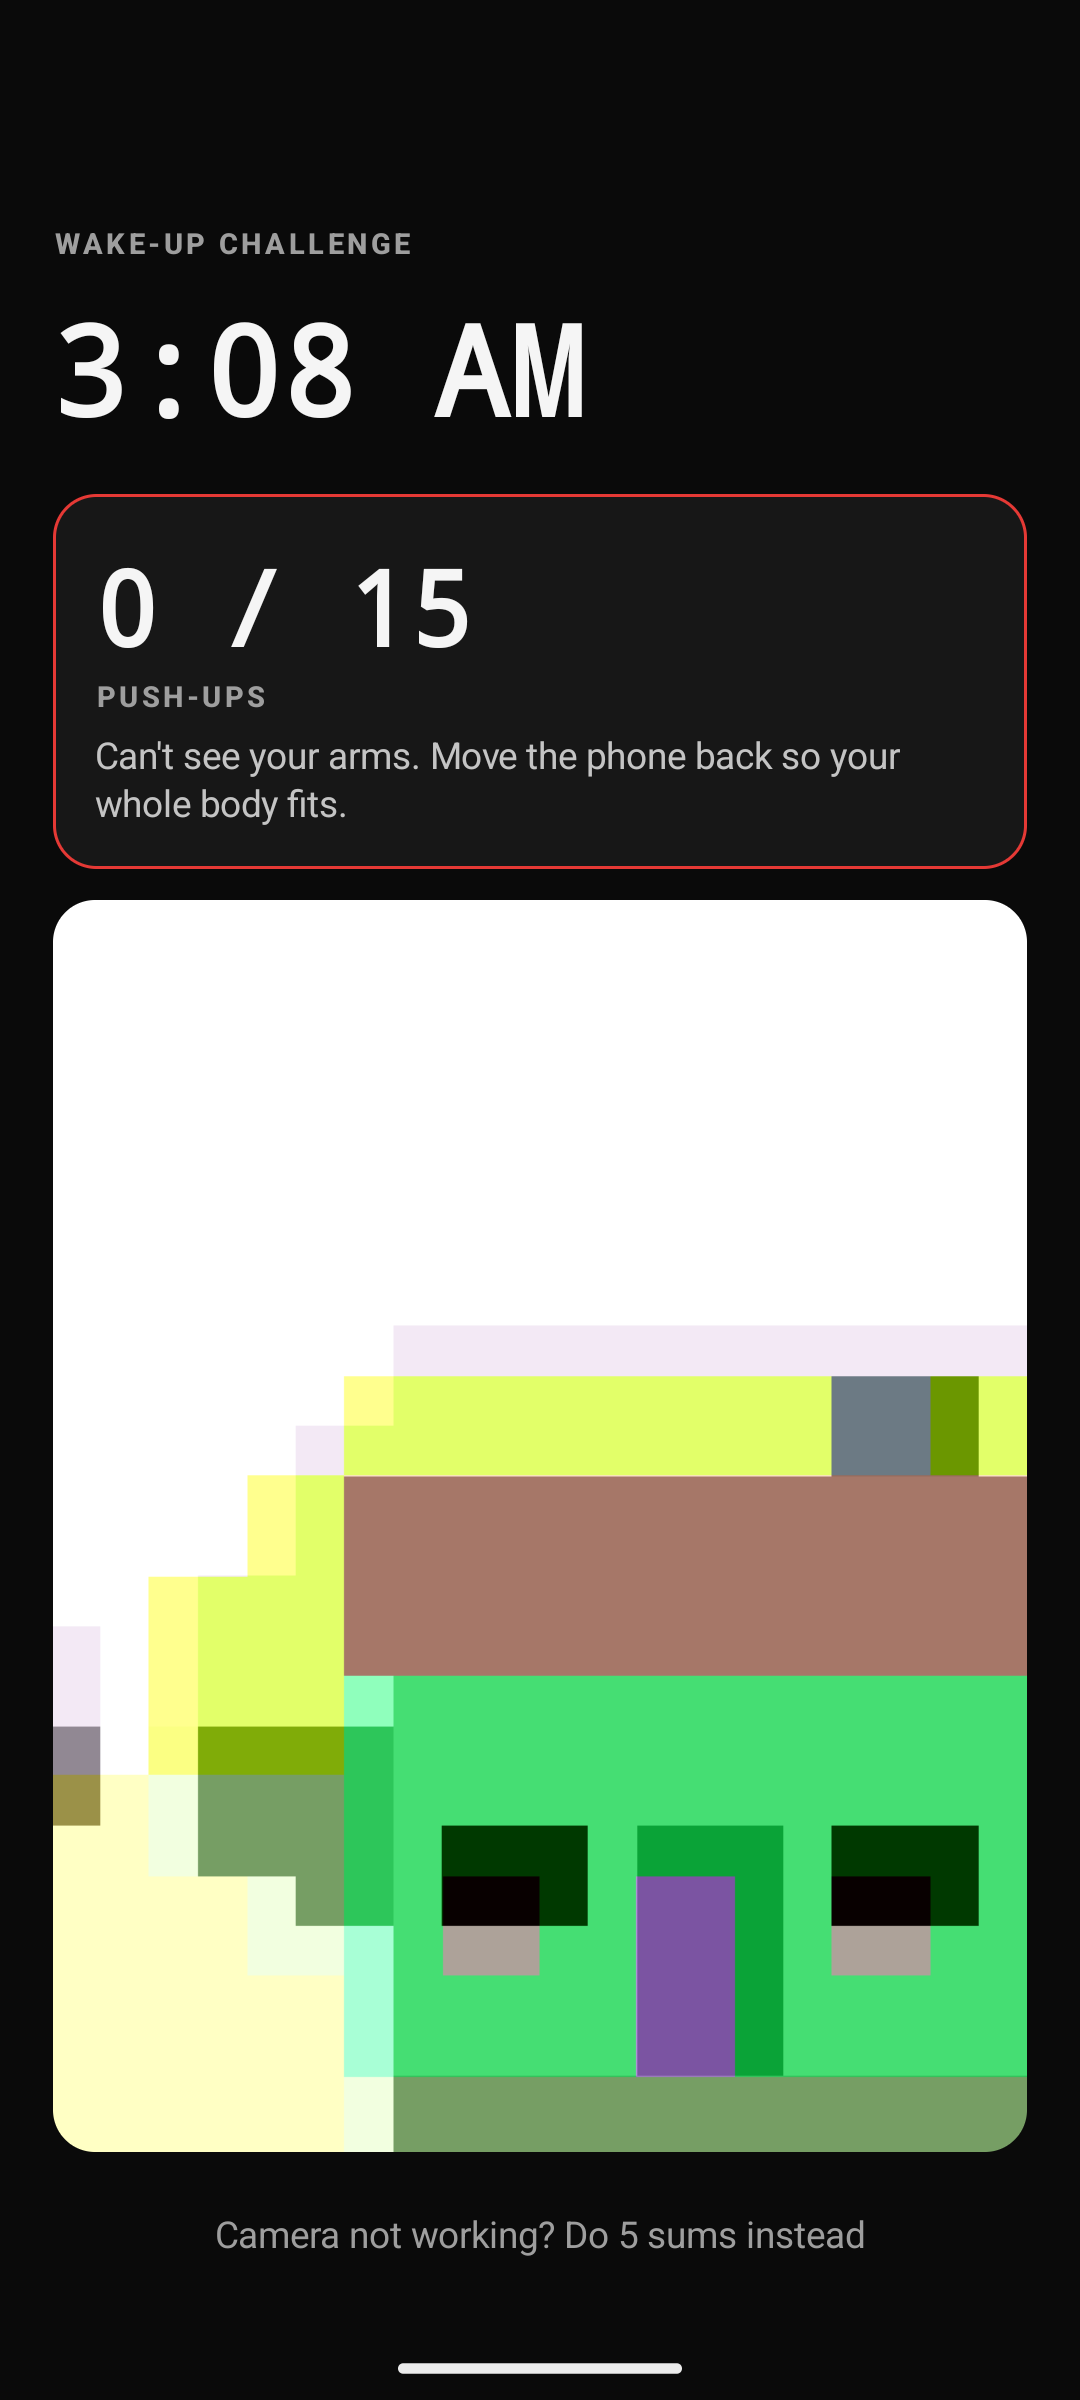 WAKE-UP CHALLENGE
3:08 AM
0 / 15
PUSH-UPS
Can't see your arms. Move the phone back so your
whole body fits.
Camera not working? Do 5 sums instead